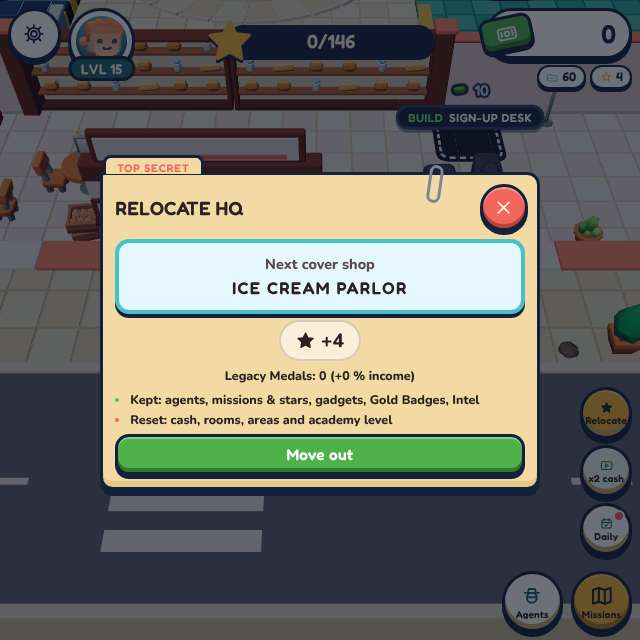 LVL 15
0/146
0
60
4
10
BUILD SIGN-UP DESK
TOP SECRET
RELOCATE HQ
Next cover shop
ICE CREAM PARLOR
+4
Legacy Medals: 0 (+0 % income)
Kept: agents, missions & stars, gadgets, Gold Badges, Intel
Reset: cash, rooms, areas and academy level
Move out
Relocate
x2 cash
Daily
Agents
Missions